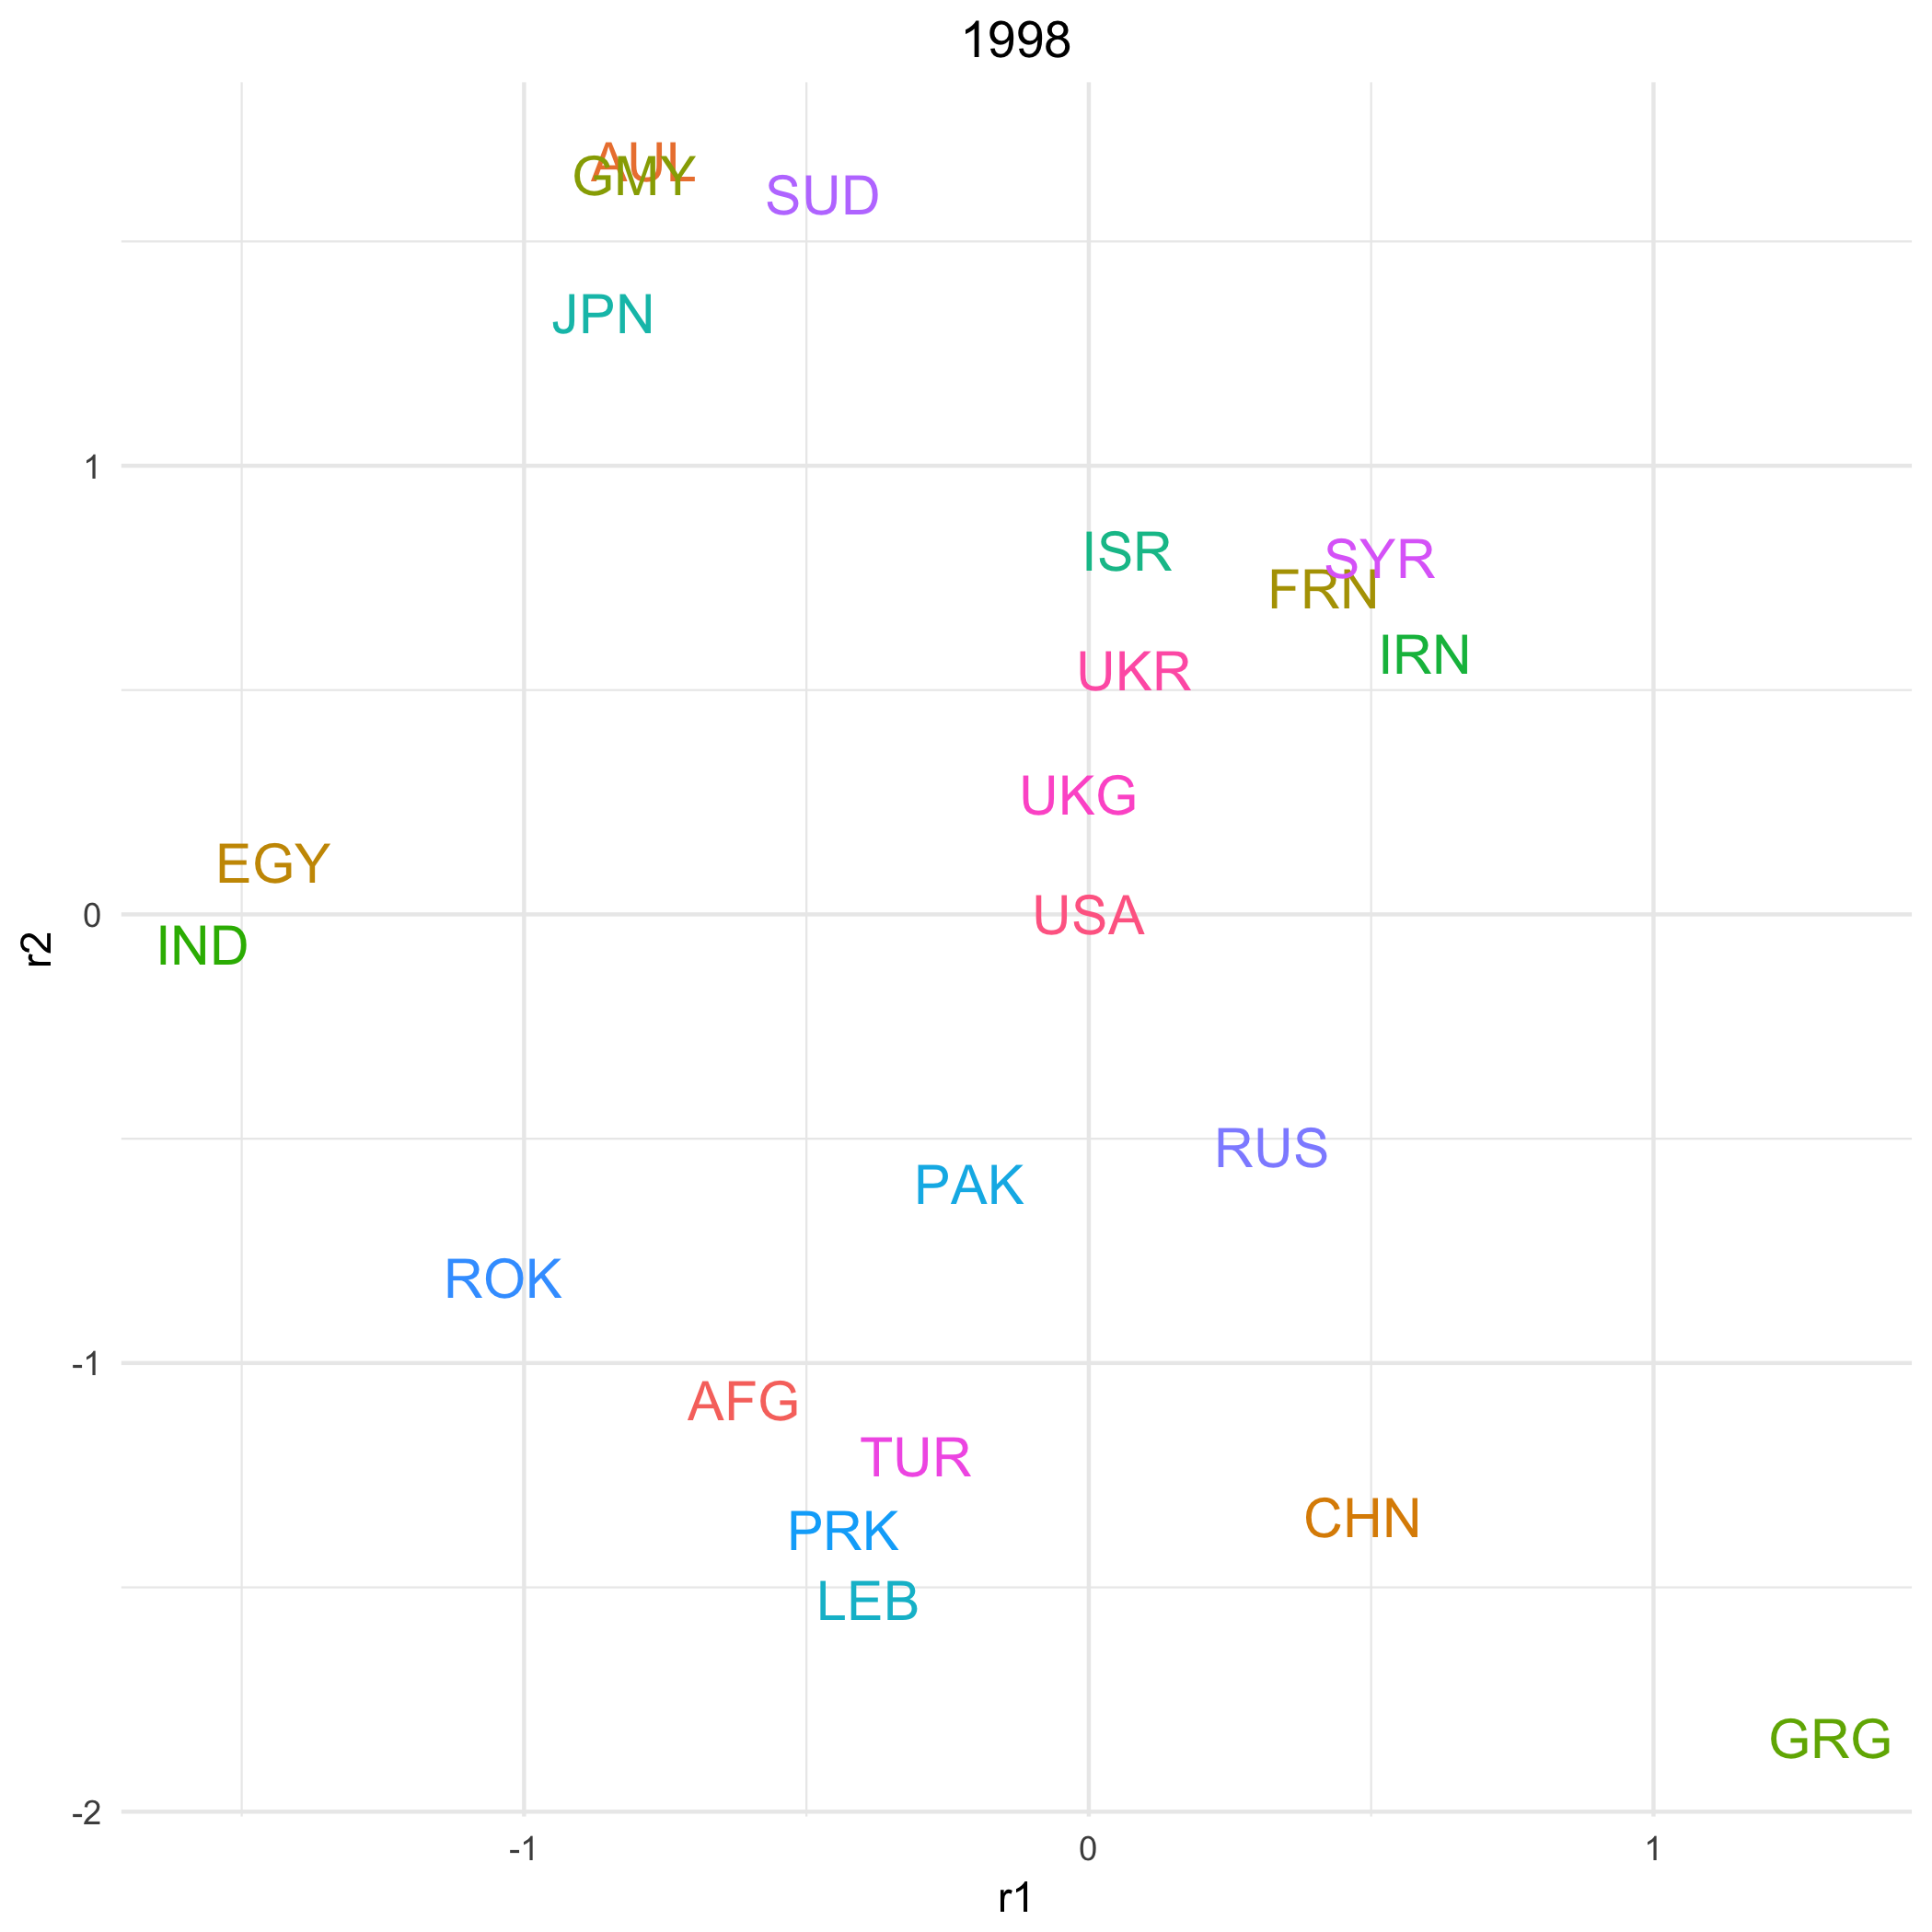 1998
AUL
GMY
SUD
JPN
1
ISR
SYR
FRN
IRN
UKR
UKG
EGY
0
USA
IND
r2
RUS
PAK
ROK
-1
AFG
TUR
CHN
PRK
LEB
GRG
-2
-1 0 1
r1